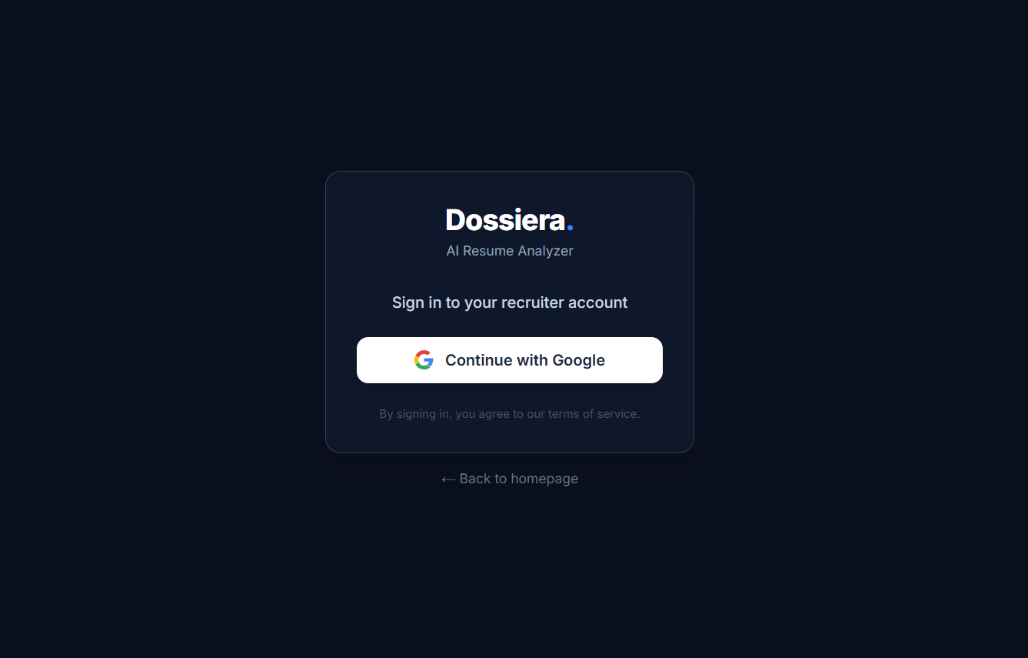 Dossiera.
AI Resume Analyzer
Sign in to your recruiter account
Continue with Google
By signing in, you agree to our terms of service.
← Back to homepage